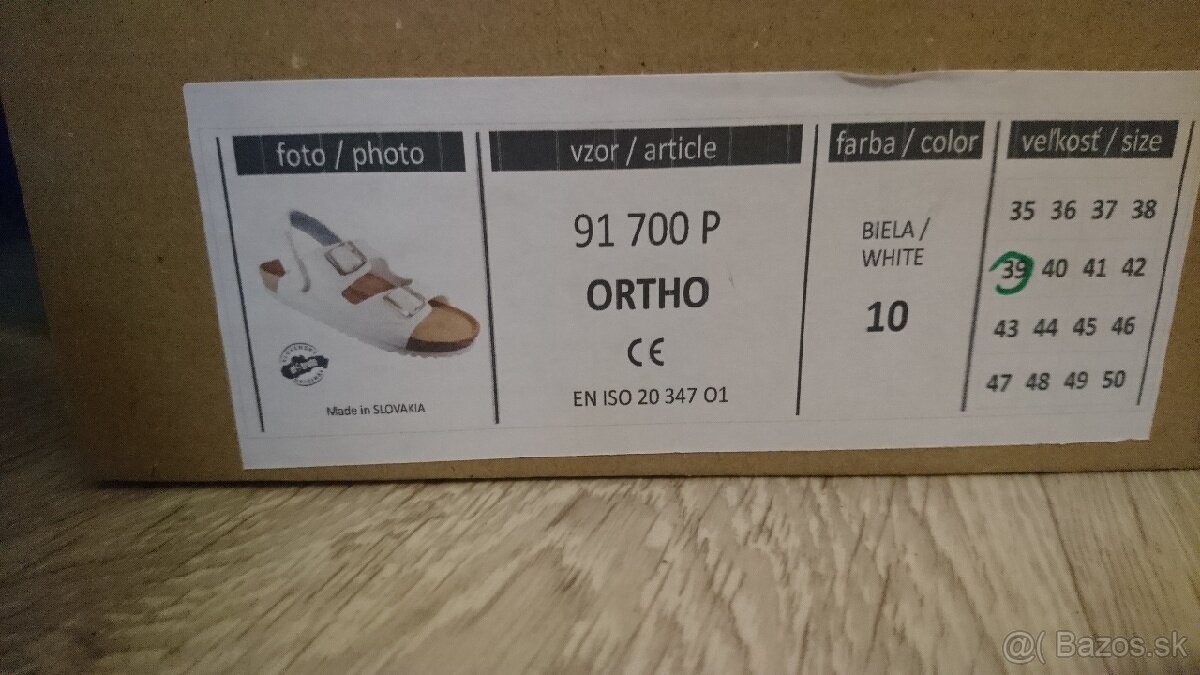 foto / photo
Made in SLOVAKIA
vzor / article
91 700 P
ORTHO
CE
EN ISO 20 347 O1
farba / color
BIELA /
WHITE
10
veľkosť / size
35 36 37 38
39 40 41 42
43 44 45 46
47 48 49 50
@( Bazos.sk